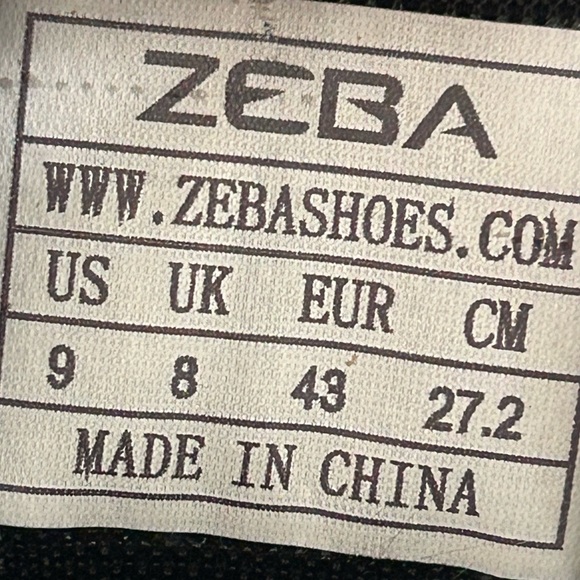 ZEBA
WWW.ZEBASHOES.COM
US UK EUR CM
9 8 43 27.2
MADE IN CHINA